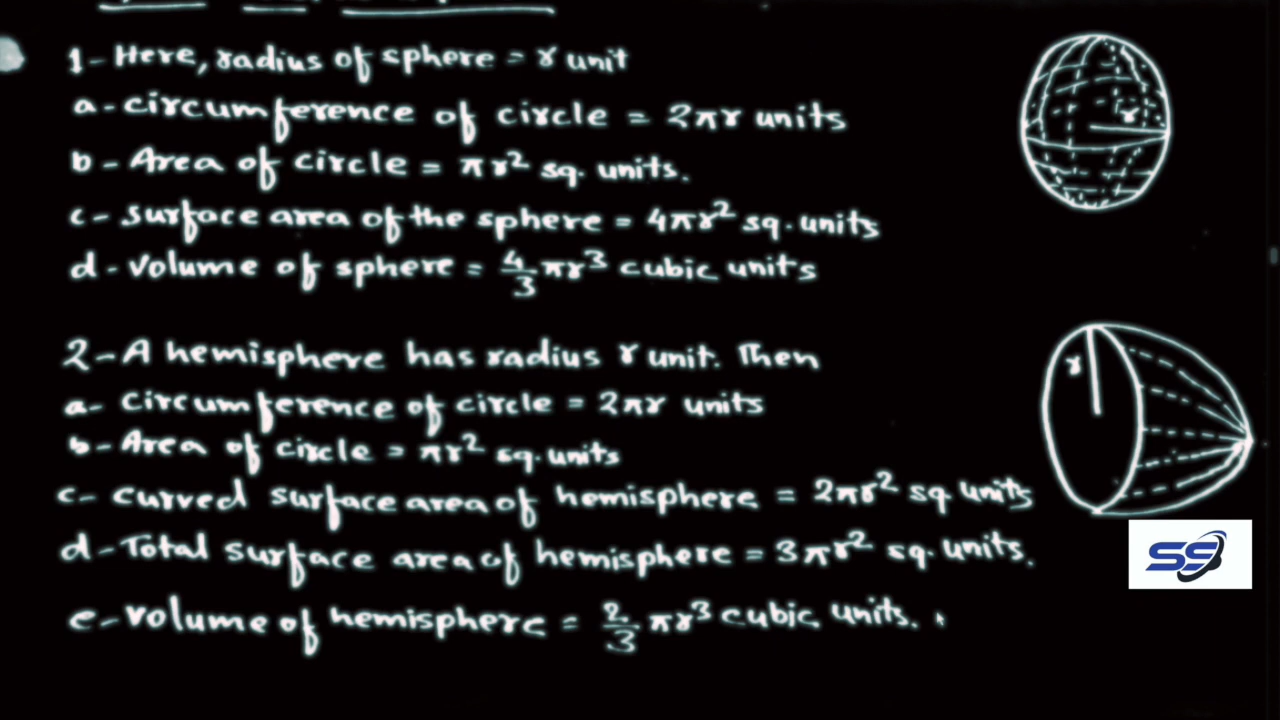 1- Here, radius of sphere = r unit
r
a- circumference of circle = 2πr units
b- Area of circle = πr² sq. units.
c- surface area of the sphere = 4πr² sq. units
d- volume of sphere = 4/3 πr³ cubic units
2- A hemisphere has radius r unit. Then
r
a- circumference of circle = 2πr units
b- Area of circle = πr² sq. units
c- curved surface area of hemisphere = 2πr² sq. units
d- Total surface area of hemisphere = 3πr² sq. units.
SS
e- volume of hemisphere = 2/3 πr³ cubic units.